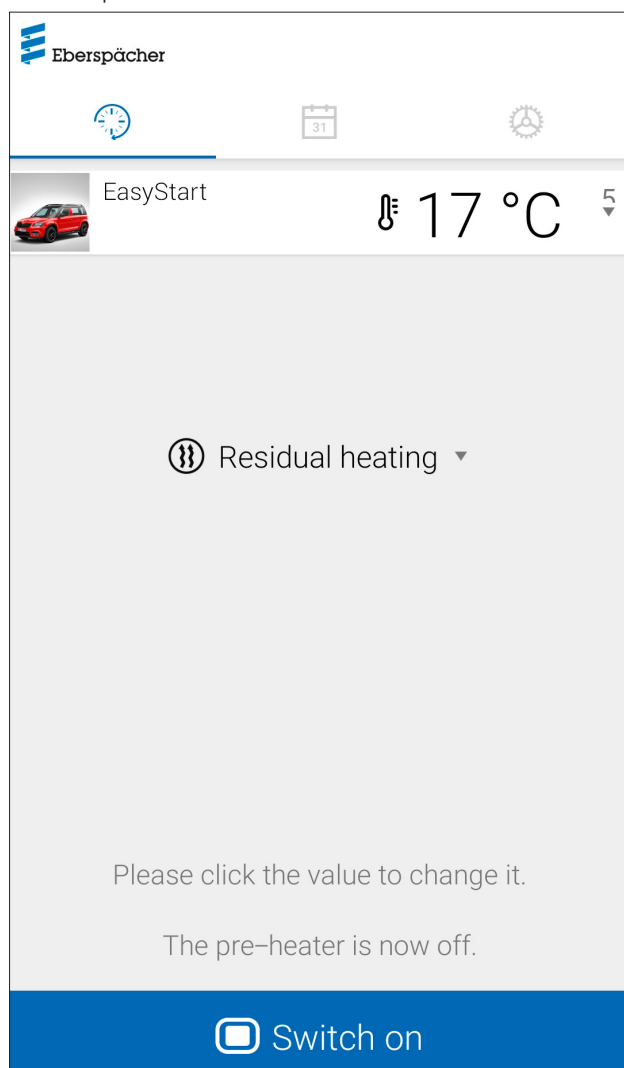 Eberspächer
31
EasyStart
17 °C
5
Residual heating
Please click the value to change it.
The pre–heater is now off.
Switch on